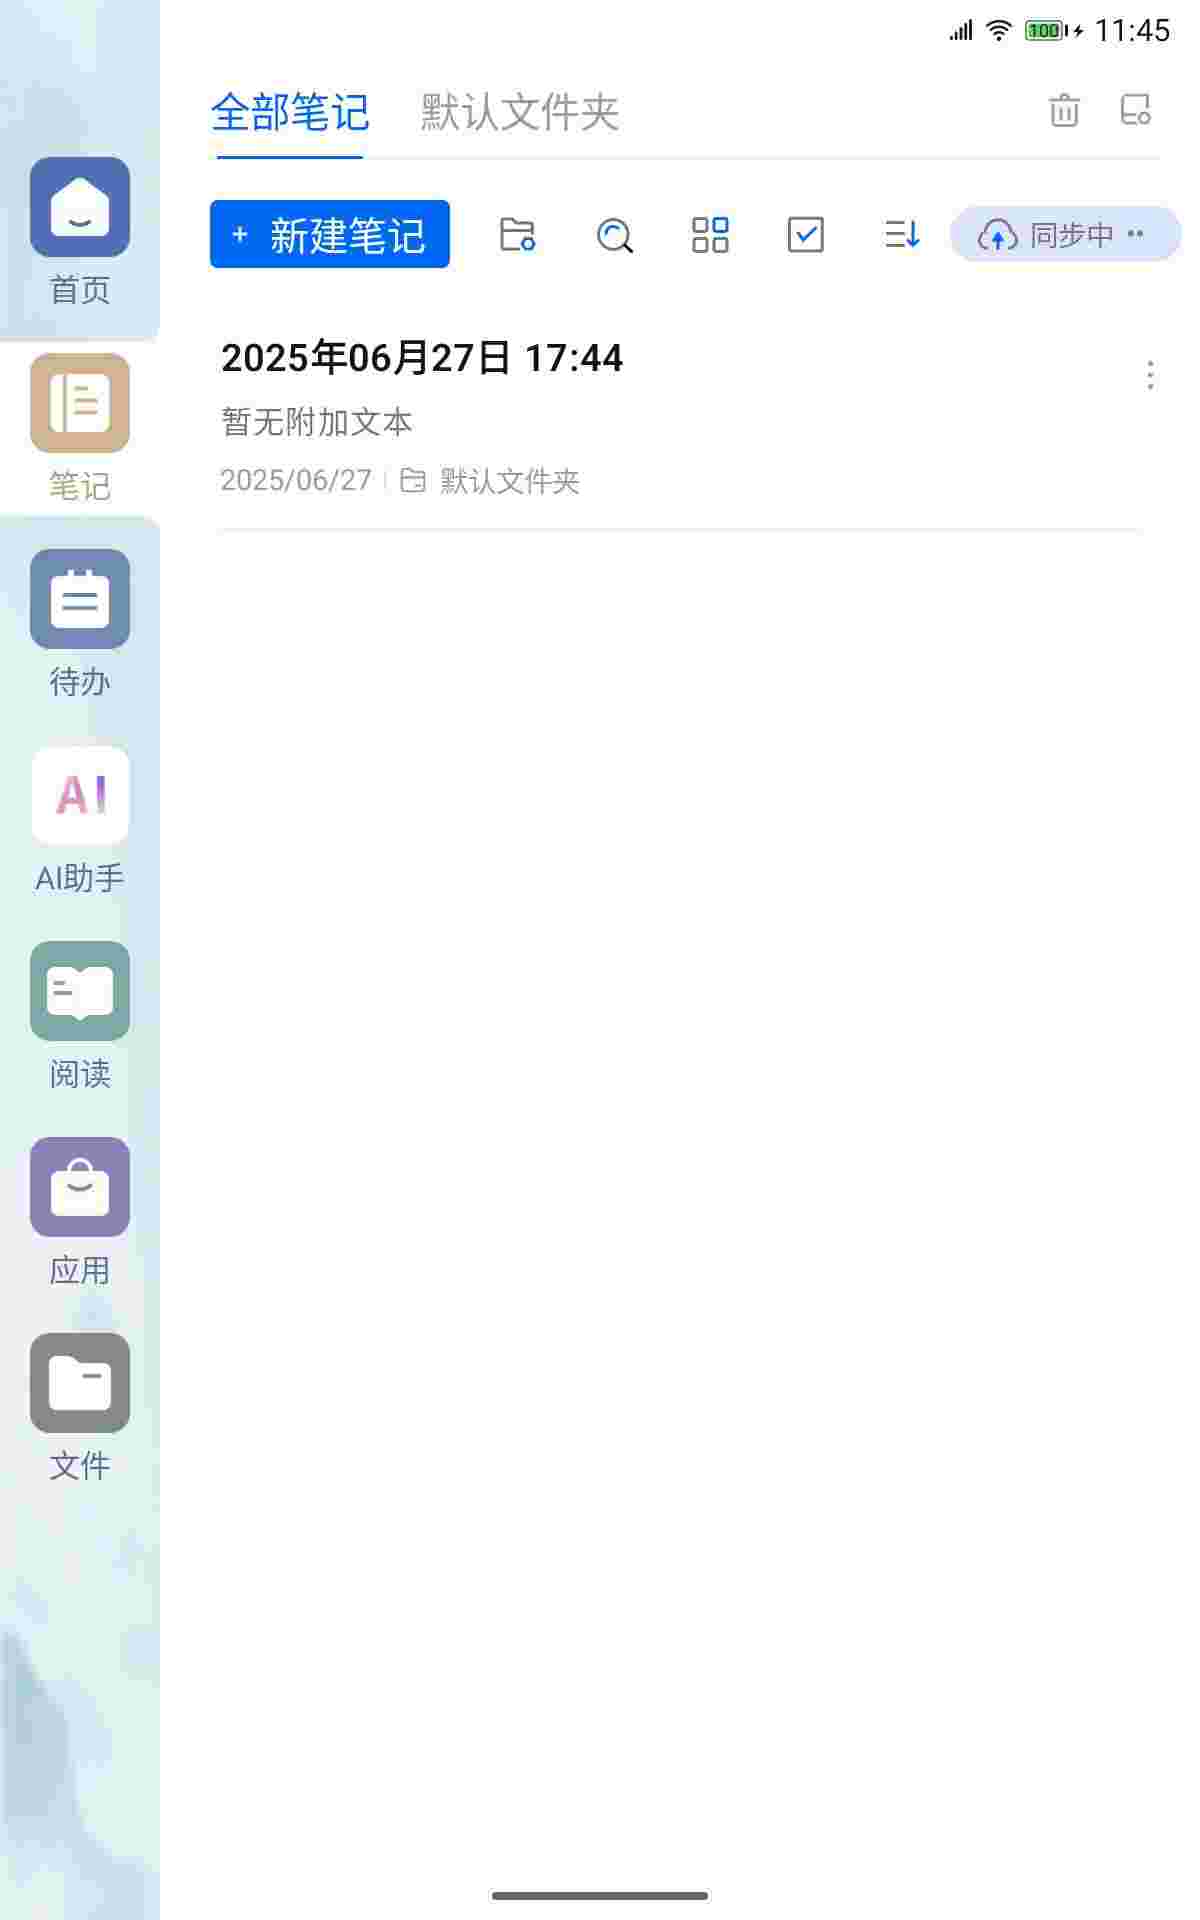 100 11:45
全部笔记 默认文件夹
+ 新建笔记 同步中 ••
2025年06月27日 17:44
暂无附加文本
2025/06/27 默认文件夹
首页
笔记
待办
AI
AI助手
阅读
应用
文件